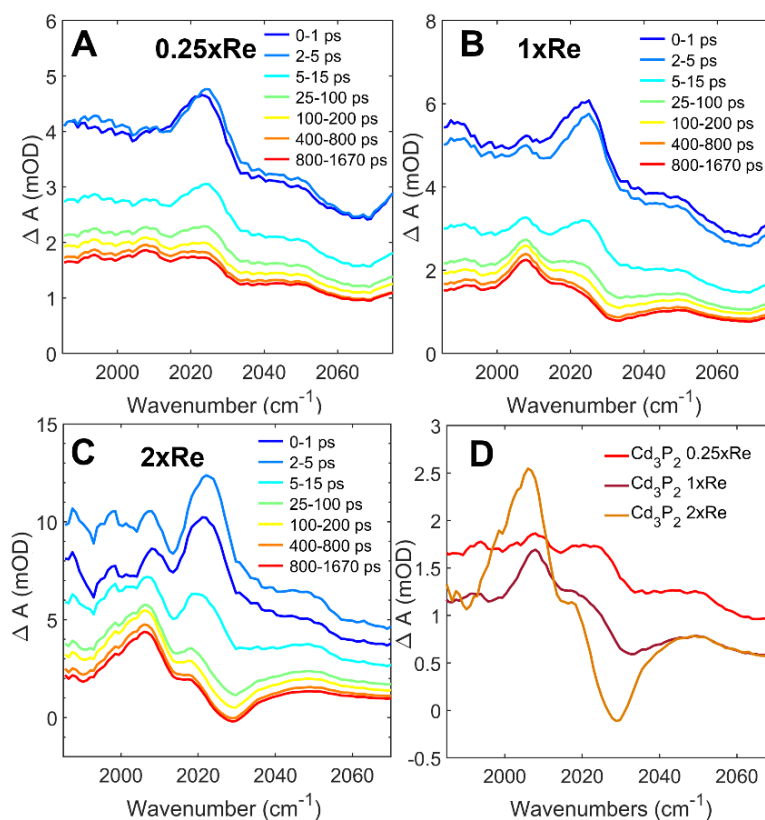 A
0.25xRe
0-1 ps
2-5 ps
5-15 ps
25-100 ps
100-200 ps
400-800 ps
800-1670 ps
6
5
4
3
2
1
0
Δ A (mOD)
2000 2020 2040 2060
Wavenumber (cm⁻¹)
B
1xRe
0-1 ps
2-5 ps
5-15 ps
25-100 ps
100-200 ps
400-800 ps
800-1670 ps
8
6
4
2
0
Δ A (mOD)
2000 2020 2040 2060
Wavenumber (cm⁻¹)
C
2xRe
0-1 ps
2-5 ps
5-15 ps
25-100 ps
100-200 ps
400-800 ps
800-1670 ps
15
10
5
0
Δ A (mOD)
2000 2020 2040 2060
Wavenumber (cm⁻¹)
D
Cd₃P₂ 0.25xRe
Cd₃P₂ 1xRe
Cd₃P₂ 2xRe
3
2.5
2
1.5
1
0.5
0
-0.5
Δ A (mOD)
2000 2020 2040 2060
Wavenumbers (cm⁻¹)